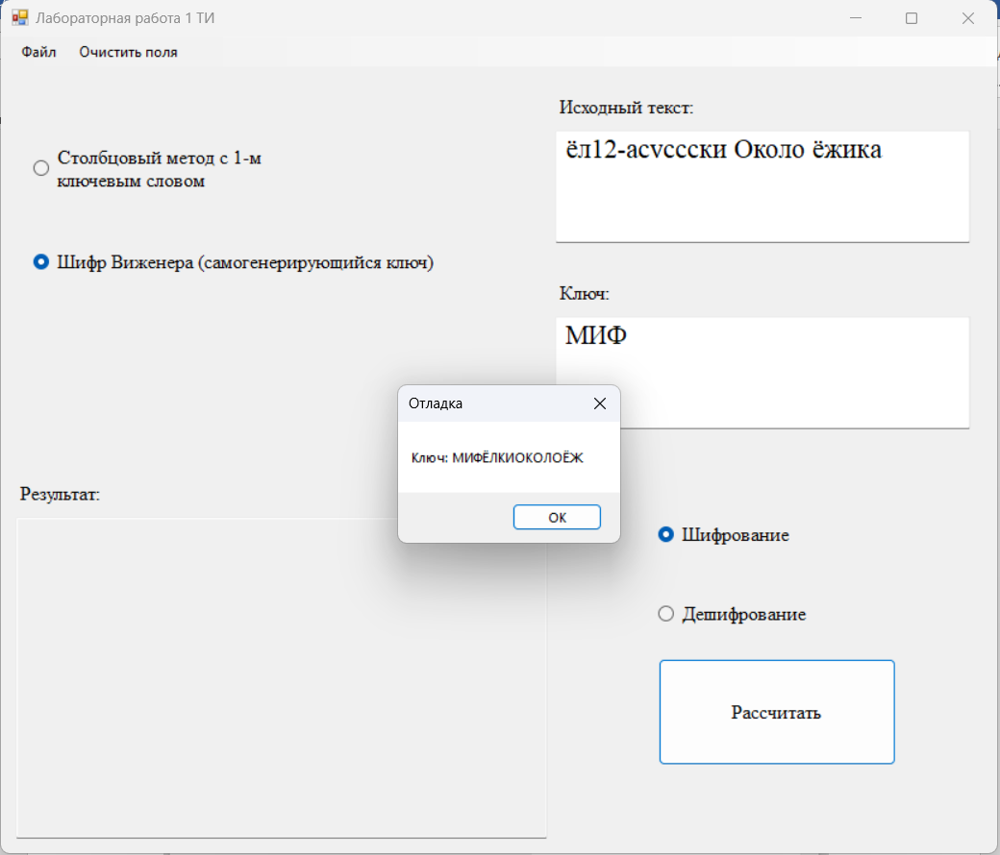 Лабораторная работа 1 ТИ
Файл Очистить поля
Исходный текст:
ёл12-асvcccки Около ёжика
Столбцовый метод с 1-м
ключевым словом
Шифр Виженера (самогенерирующийся ключ)
Ключ:
МИФ
Отладка
Ключ: МИФЁЛКИОКОЛОЁЖ
OK
Результат:
Шифрование
Дешифрование
Рассчитать